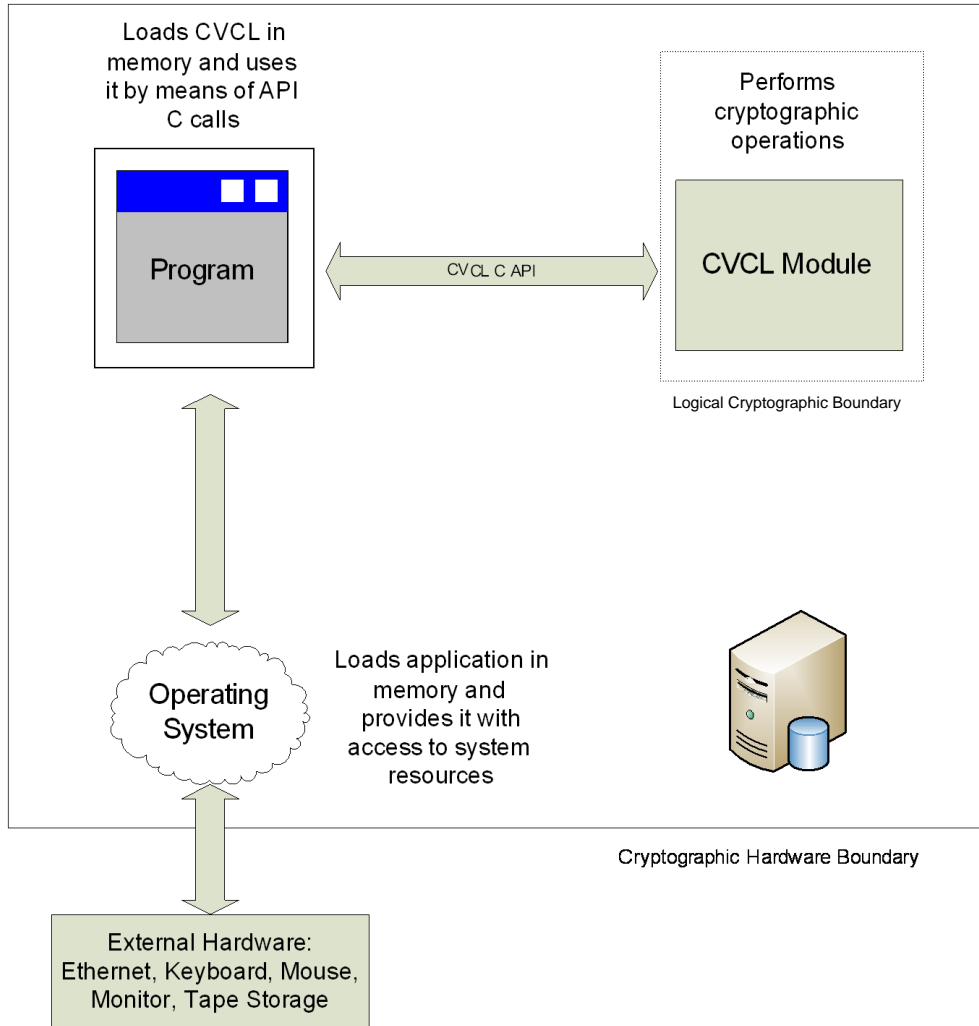 Loads CVCL in
memory and uses
it by means of API
C calls
Program
CVCL C API
Performs
cryptographic
operations
CVCL Module
Logical Cryptographic Boundary
Operating
System
Loads application in
memory and
provides it with
access to system
resources
Cryptographic Hardware Boundary
External Hardware:
Ethernet, Keyboard, Mouse,
Monitor, Tape Storage